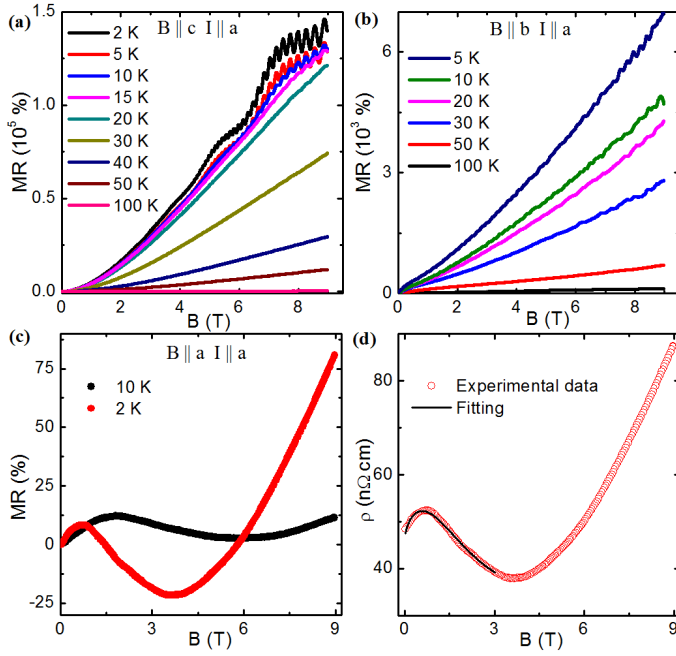 (a)
B || c I || a
2 K
5 K
10 K
15 K
20 K
30 K
40 K
50 K
100 K
MR (10⁵ %)
1.5
1.0
0.5
0.0
0 2 4 6 8
B (T)
(b)
B || b I || a
5 K
10 K
20 K
30 K
50 K
100 K
MR (10³ %)
6
3
0
0 2 4 6 8
B (T)
(c)
B || a I || a
10 K
2 K
MR (%)
75
50
25
0
-25
0 3 6 9
B (T)
(d)
Experimental data
Fitting
ρ (nΩ cm)
80
60
40
0 3 6 9
B (T)